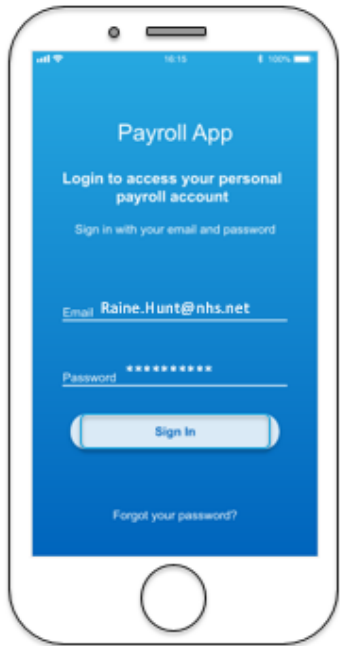 16:15 100%
Payroll App
Login to access your personal
payroll account
Sign in with your email and password
Email Raine.Hunt@nhs.net
Password **********
Sign In
Forgot your password?